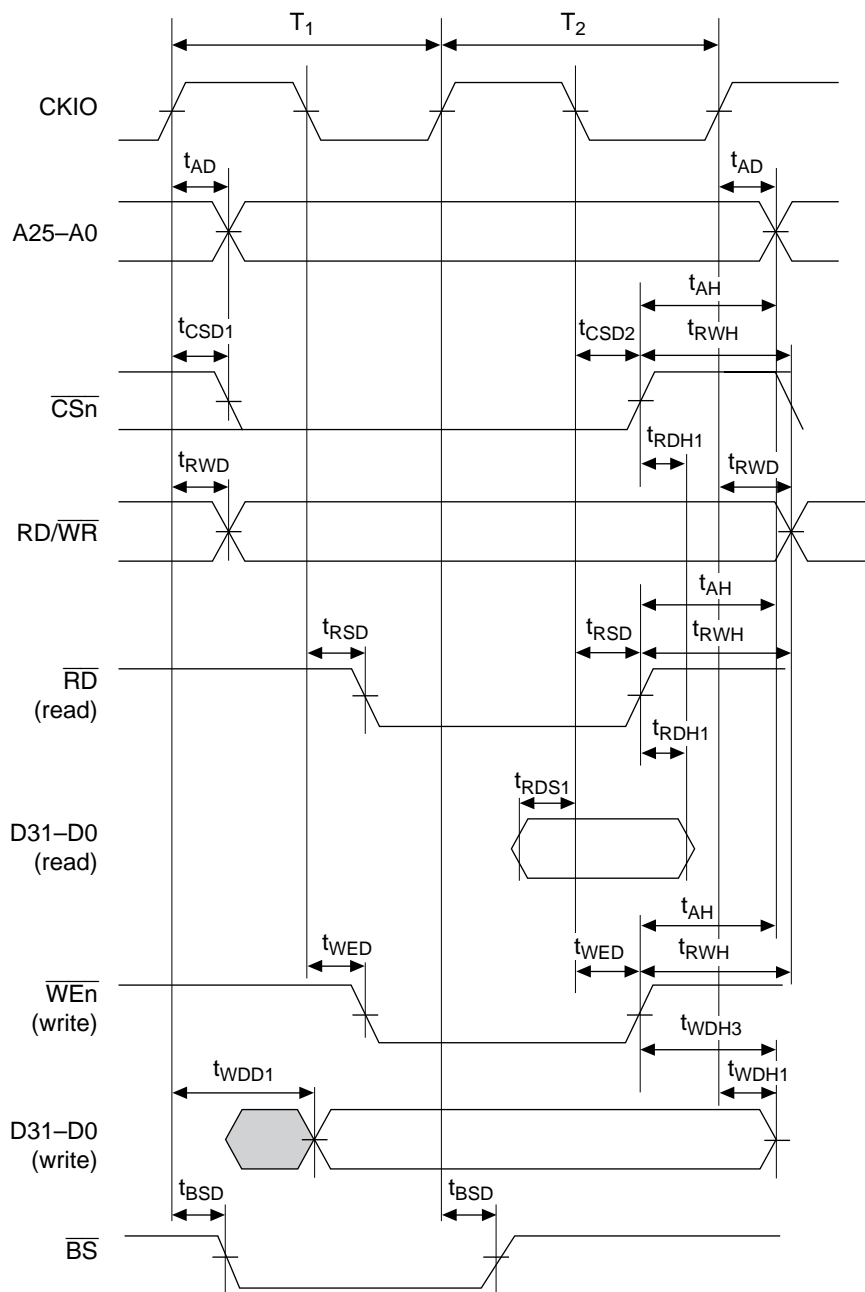 T1 T2
CKIO
tAD tAD
A25–A0
tAH
tCSD1 tCSD2 tRWH
CSn
tRDH1
tRWD tRWD
RD/WR
tAH
tRSD tRSD tRWH
RD
(read)
tRDH1
tRDS1
D31–D0
(read)
tAH
tWED tWED tRWH
WEn
(write)
tWDH3
tWDD1 tWDH1
D31–D0
(write)
tBSD tBSD
BS